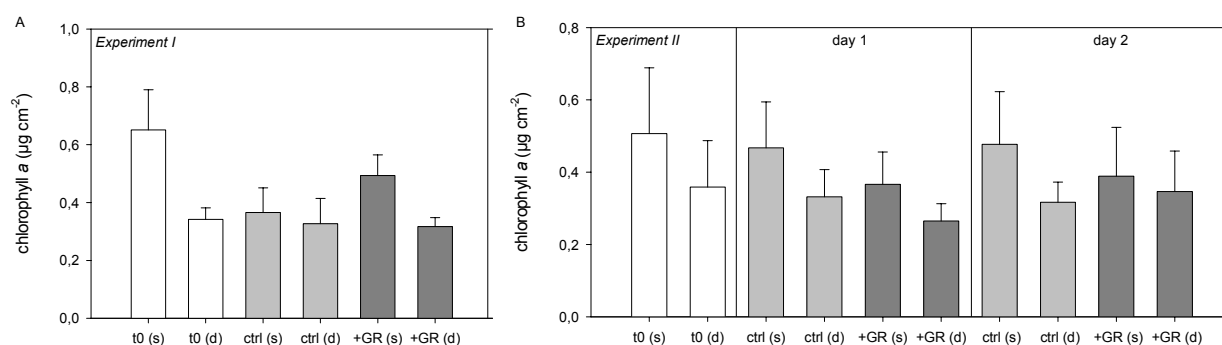 A
Experiment I
chlorophyll a (µg cm-2)
1,0
0,8
0,6
0,4
0,2
0,0
t0 (s) t0 (d) ctrl (s) ctrl (d) +GR (s) +GR (d)
B
Experiment II day 1 day 2
chlorophyll a (µg cm-2)
0,8
0,6
0,4
0,2
0,0
t0 (s) t0 (d) ctrl (s) ctrl (d) +GR (s) +GR (d) ctrl (s) ctrl (d) +GR (s) +GR (d)